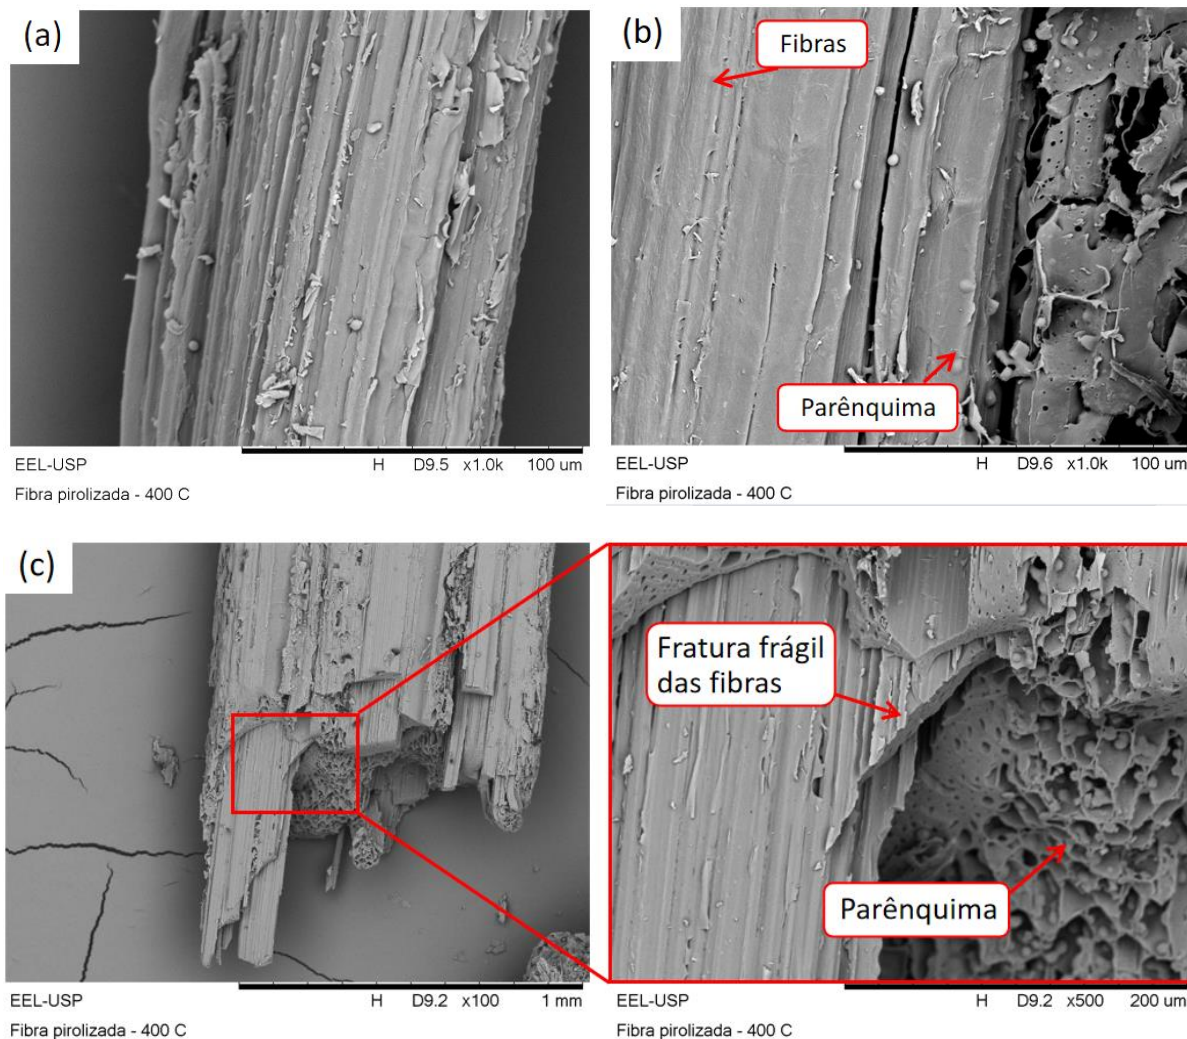 (a)
EEL-USP
H D9.5 x1.0k 100 um
Fibra pirolizada - 400 C
(b)
Fibras
Parênquima
EEL-USP
H D9.6 x1.0k 100 um
Fibra pirolizada - 400 C
(c)
EEL-USP
H D9.2 x100 1 mm
Fibra pirolizada - 400 C
Fratura frágil
das fibras
Parênquima
EEL-USP
H D9.2 x500 200 um
Fibra pirolizada - 400 C